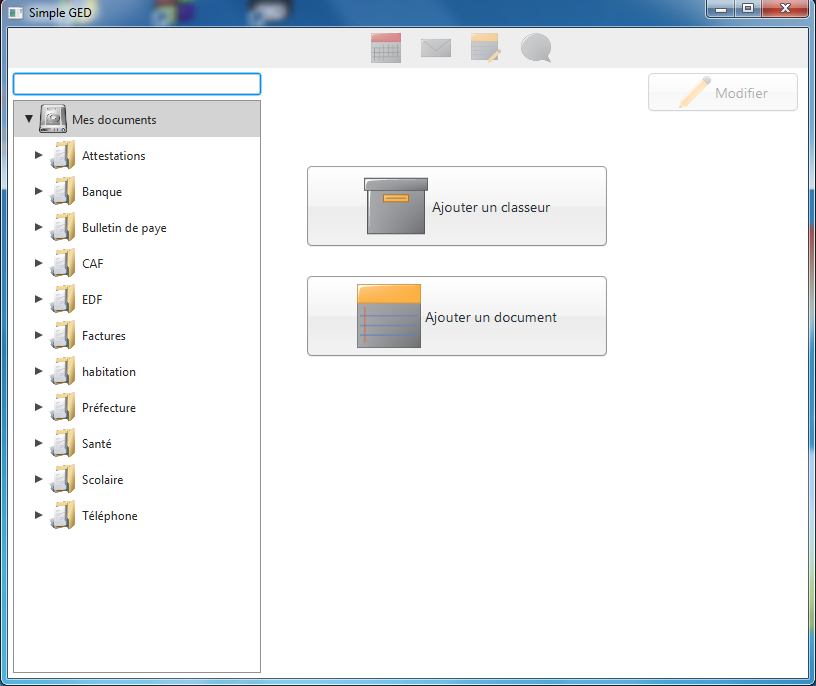 Simple GED
Modifier
Mes documents
Attestations
Banque
Bulletin de paye
CAF
EDF
Factures
habitation
Préfecture
Santé
Scolaire
Téléphone
Ajouter un classeur
Ajouter un document